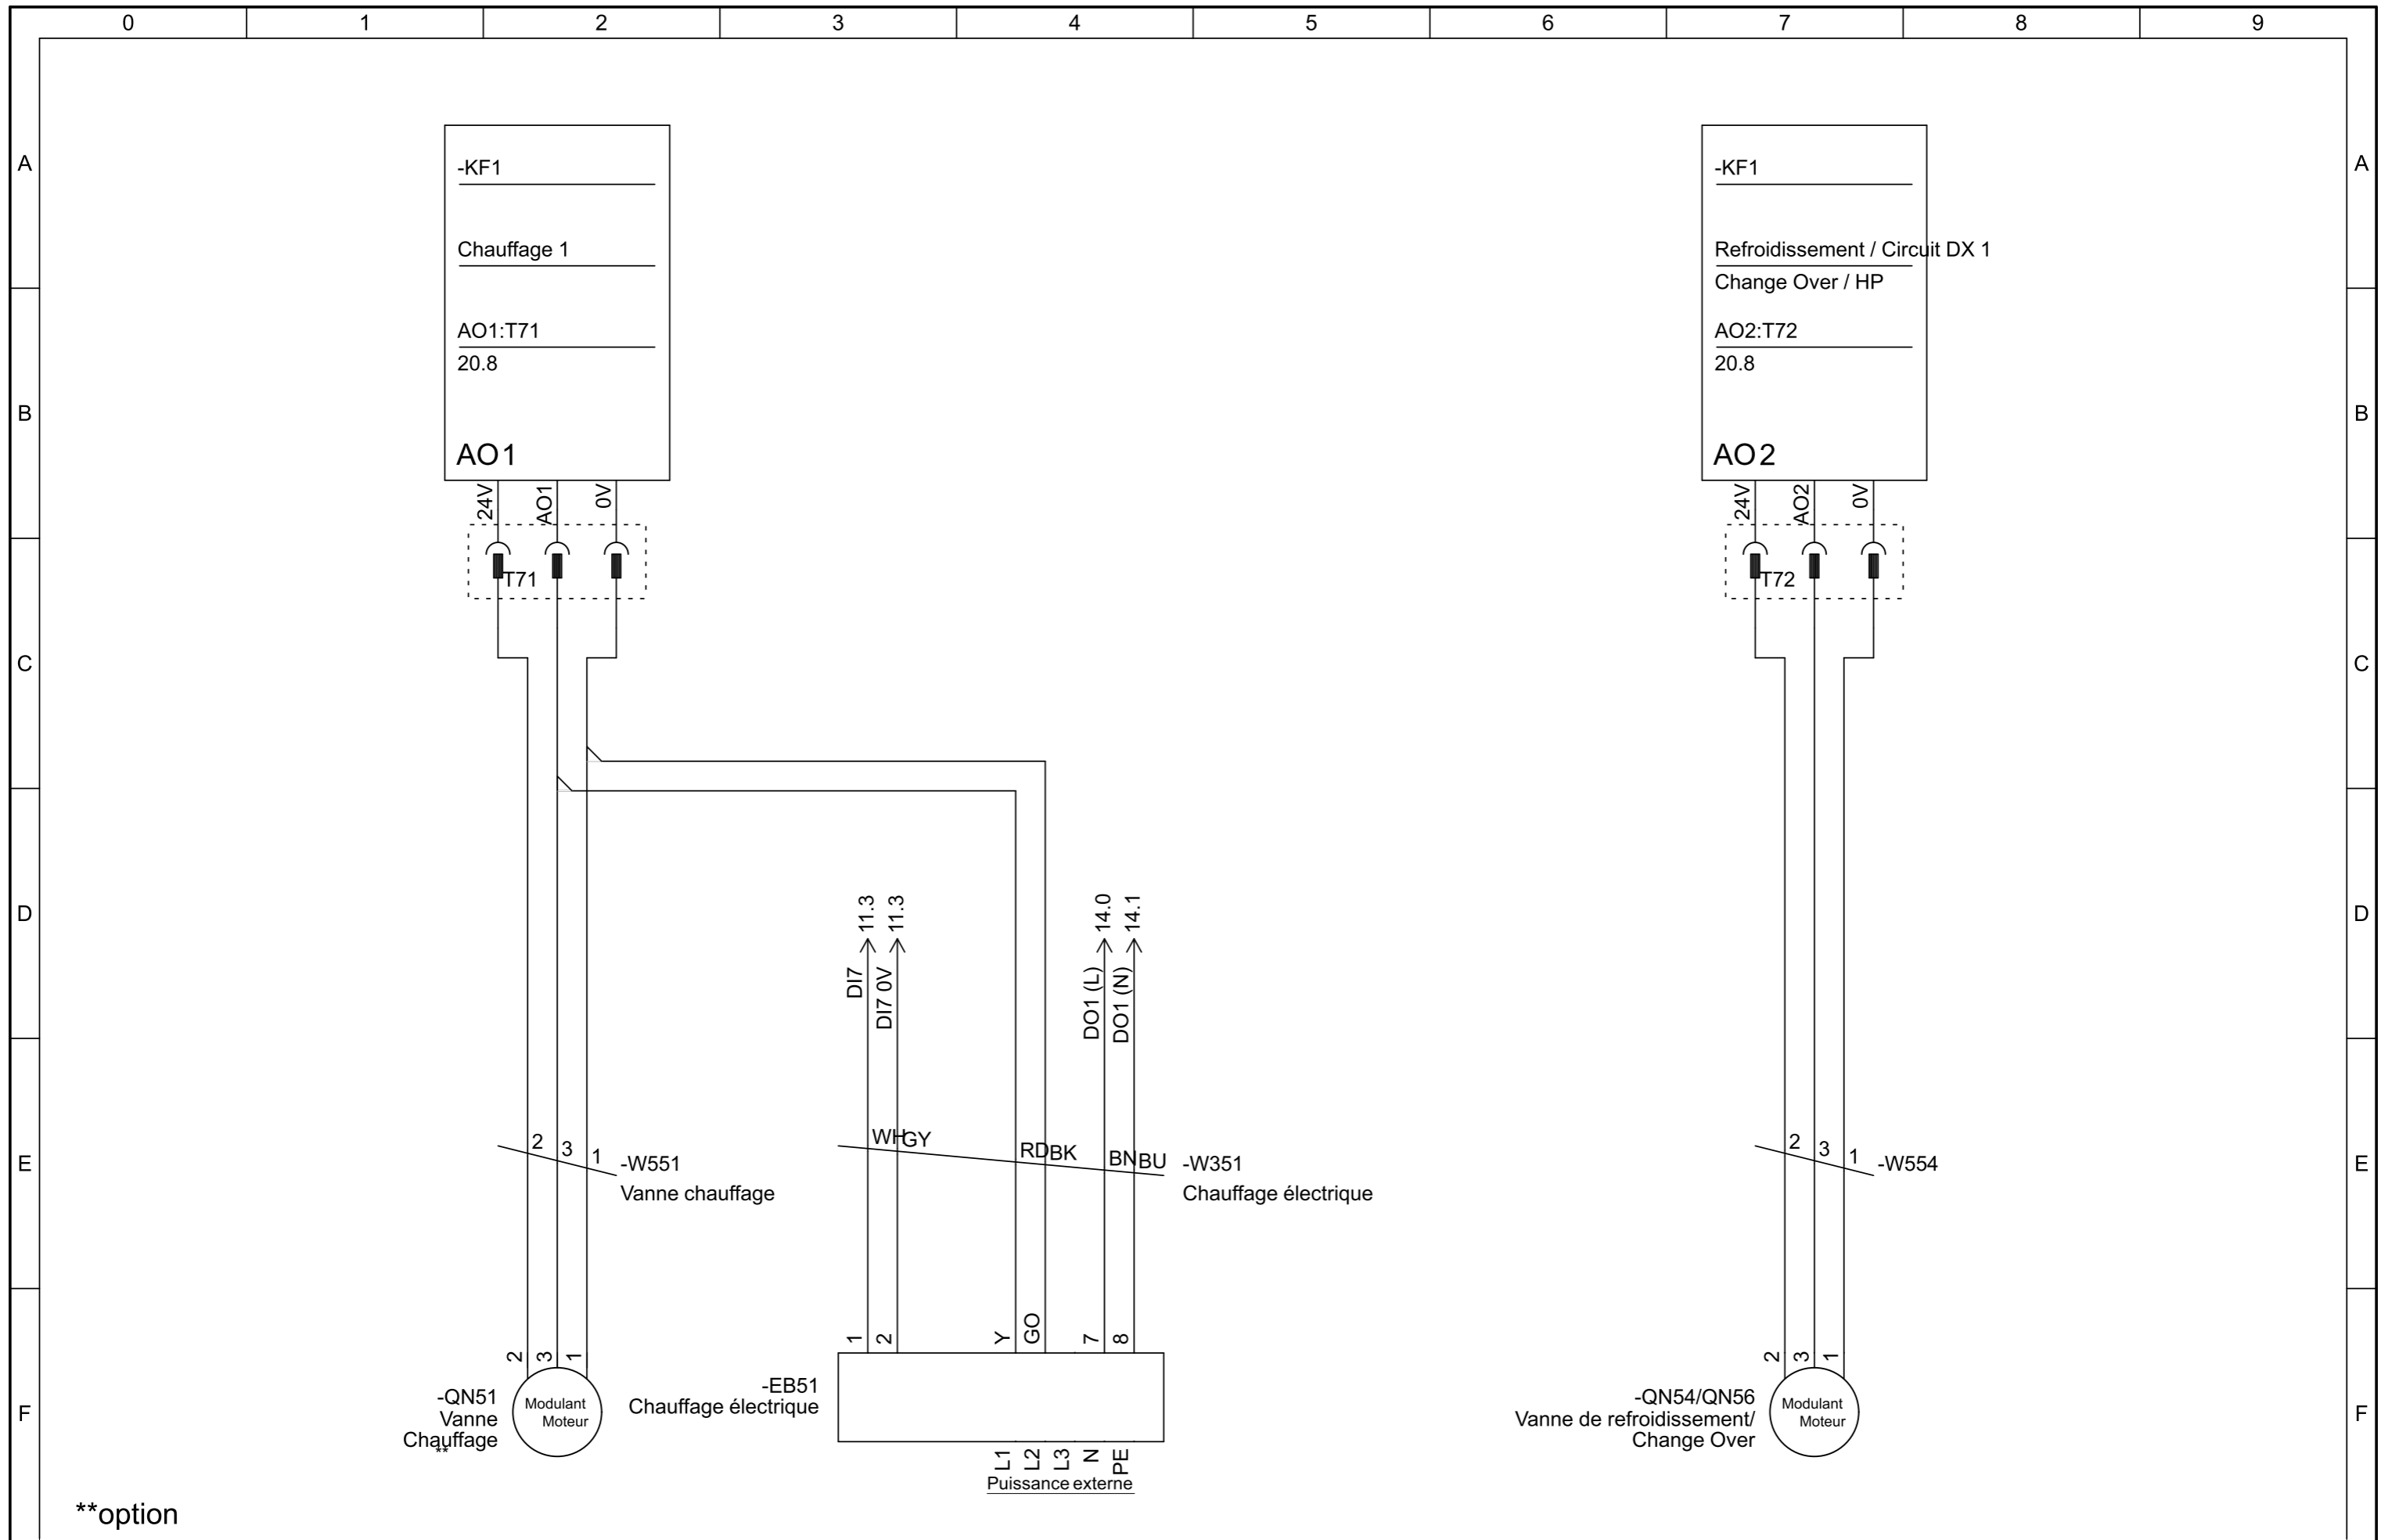 0 1 2 3 4 5 6 7 8 9
A A
-KF1
-KF1
Chauffage 1
Refroidissement / Circuit DX 1
Change Over / HP
AO1:T71
AO2:T72
20.8
20.8
B B
AO1
AO2
24V AO1 0V
24V AO2 0V
T71
T72
C C
D D
11.3 11.3 14.0 14.1
DI7 DI7 0V DO1 (L) DO1 (N)
E E
2 3 1 -W551
Vanne chauffage
WH GY RD BK BN BU -W351
Chauffage électrique
2 3 1 -W554
2 3 1
1 2 Y GO 7 8
2 3 1
F F
-QN51
Vanne
Chauffage
**
Modulant
Moteur
-EB51
Chauffage électrique
-QN54/QN56
Vanne de refroidissement/
Change Over
Modulant
Moteur
L1 L2 L3 N PE
Puissance externe
**option